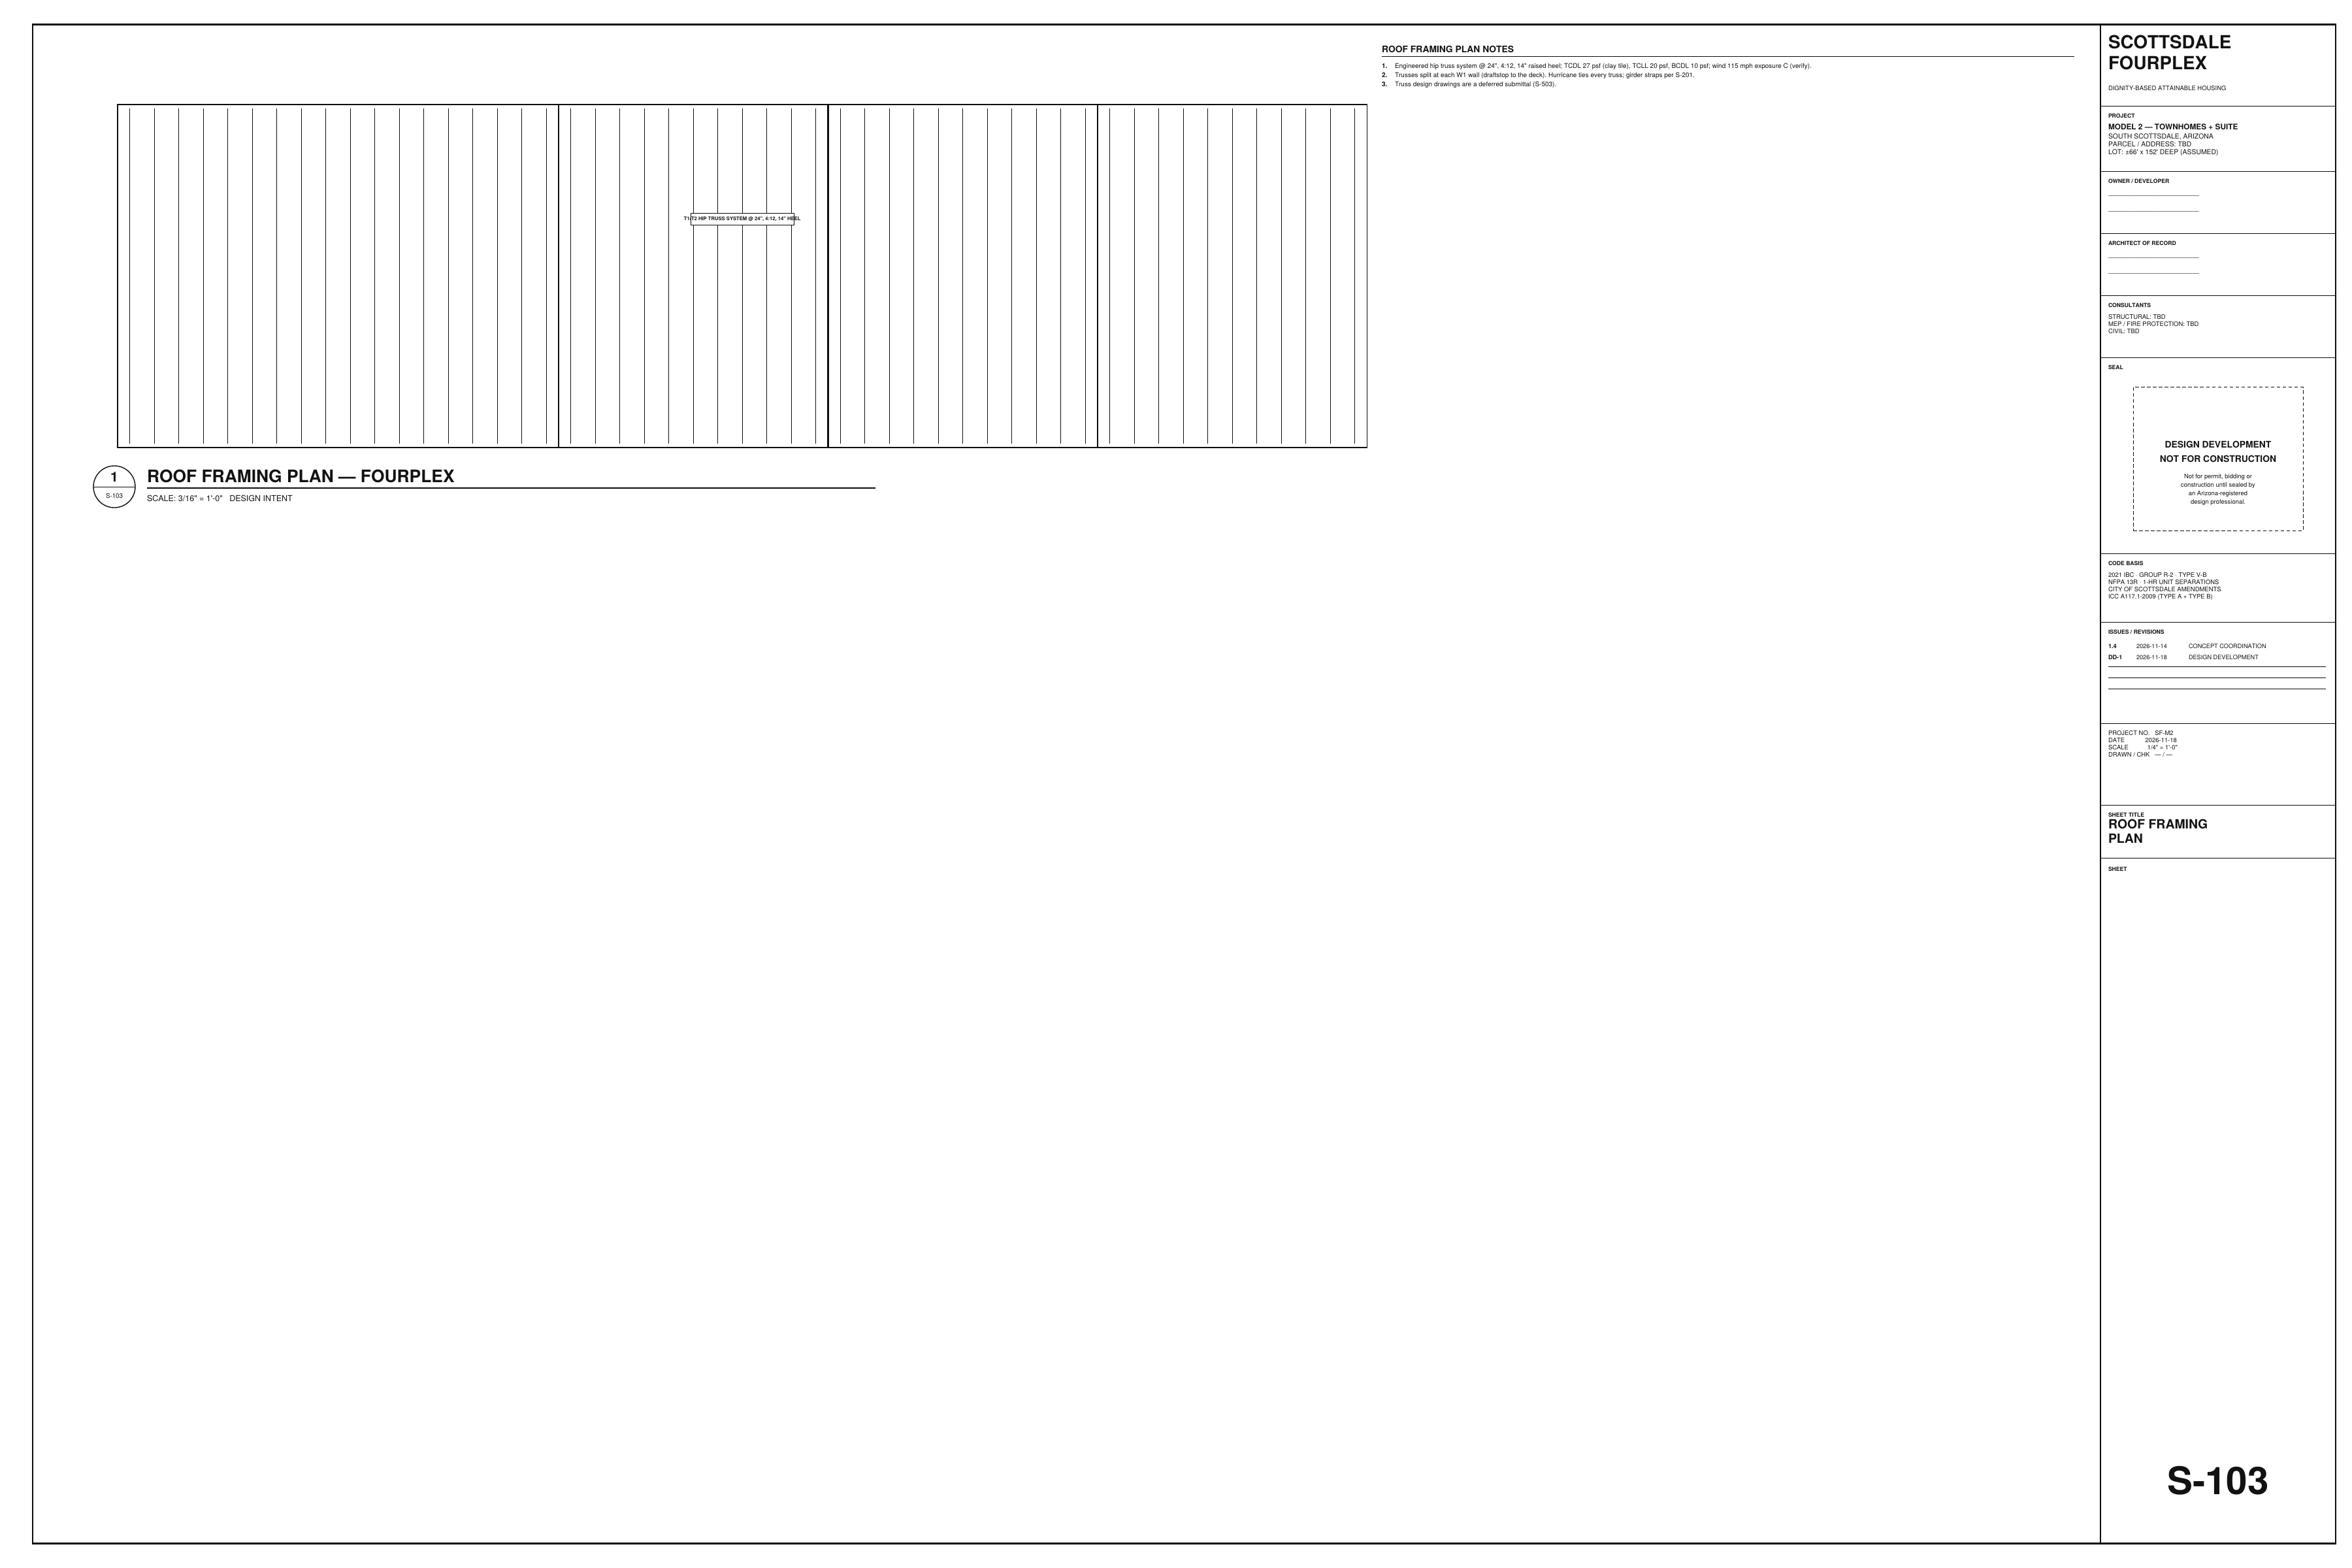 ROOF FRAMING PLAN NOTES
1. Engineered hip truss system @ 24", 4:12, 14" raised heel; TCDL 27 psf (clay tile), TCLL 20 psf, BCDL 10 psf; wind 115 mph exposure C (verify).
2. Trusses split at each W1 wall (draftstop to the deck). Hurricane ties every truss; girder straps per S-201.
3. Truss design drawings are a deferred submittal (S-503).
T1/T2 HIP TRUSS SYSTEM @ 24", 4:12, 14" HEEL
1
S-103
ROOF FRAMING PLAN — FOURPLEX
SCALE: 3/16" = 1'-0" DESIGN INTENT
SCOTTSDALE
FOURPLEX
DIGNITY-BASED ATTAINABLE HOUSING
PROJECT
MODEL 2 — TOWNHOMES + SUITE
SOUTH SCOTTSDALE, ARIZONA
PARCEL / ADDRESS: TBD
LOT: ±66' x 152' DEEP (ASSUMED)
OWNER / DEVELOPER
ARCHITECT OF RECORD
CONSULTANTS
STRUCTURAL: TBD
MEP / FIRE PROTECTION: TBD
CIVIL: TBD
SEAL
DESIGN DEVELOPMENT
NOT FOR CONSTRUCTION
Not for permit, bidding or
construction until sealed by
an Arizona-registered
design professional.
CODE BASIS
2021 IBC · GROUP R-2 · TYPE V-B
NFPA 13R · 1-HR UNIT SEPARATIONS
CITY OF SCOTTSDALE AMENDMENTS
ICC A117.1-2009 (TYPE A + TYPE B)
ISSUES / REVISIONS
1.4 2026-11-14 CONCEPT COORDINATION
DD-1 2026-11-18 DESIGN DEVELOPMENT
PROJECT NO. SF-M2
DATE 2026-11-18
SCALE 1/4" = 1'-0"
DRAWN / CHK — / —
SHEET TITLE
ROOF FRAMING
PLAN
SHEET
S-103